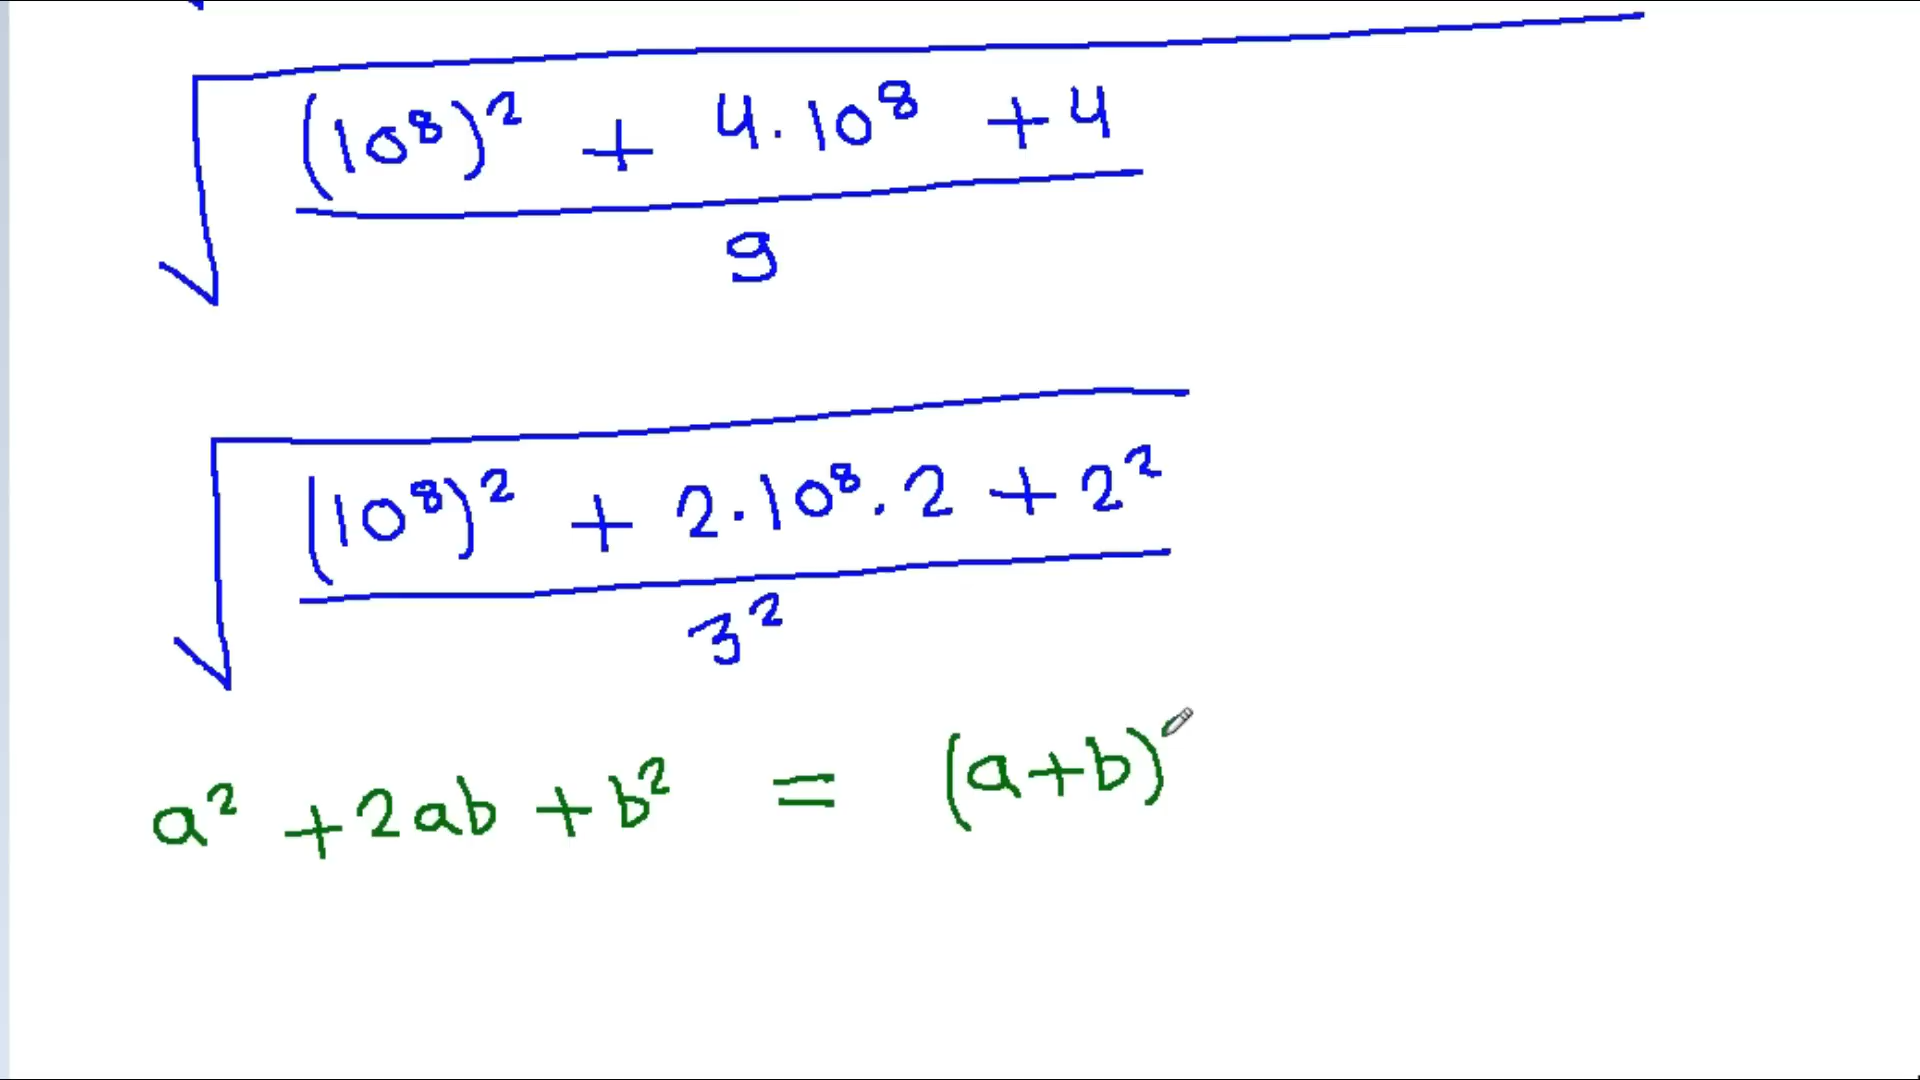 √((10⁸)² + 4·10⁸ + 4
9
√((10⁸)² + 2·10⁸·2 + 2²
3²
a² + 2ab + b² = (a+b)